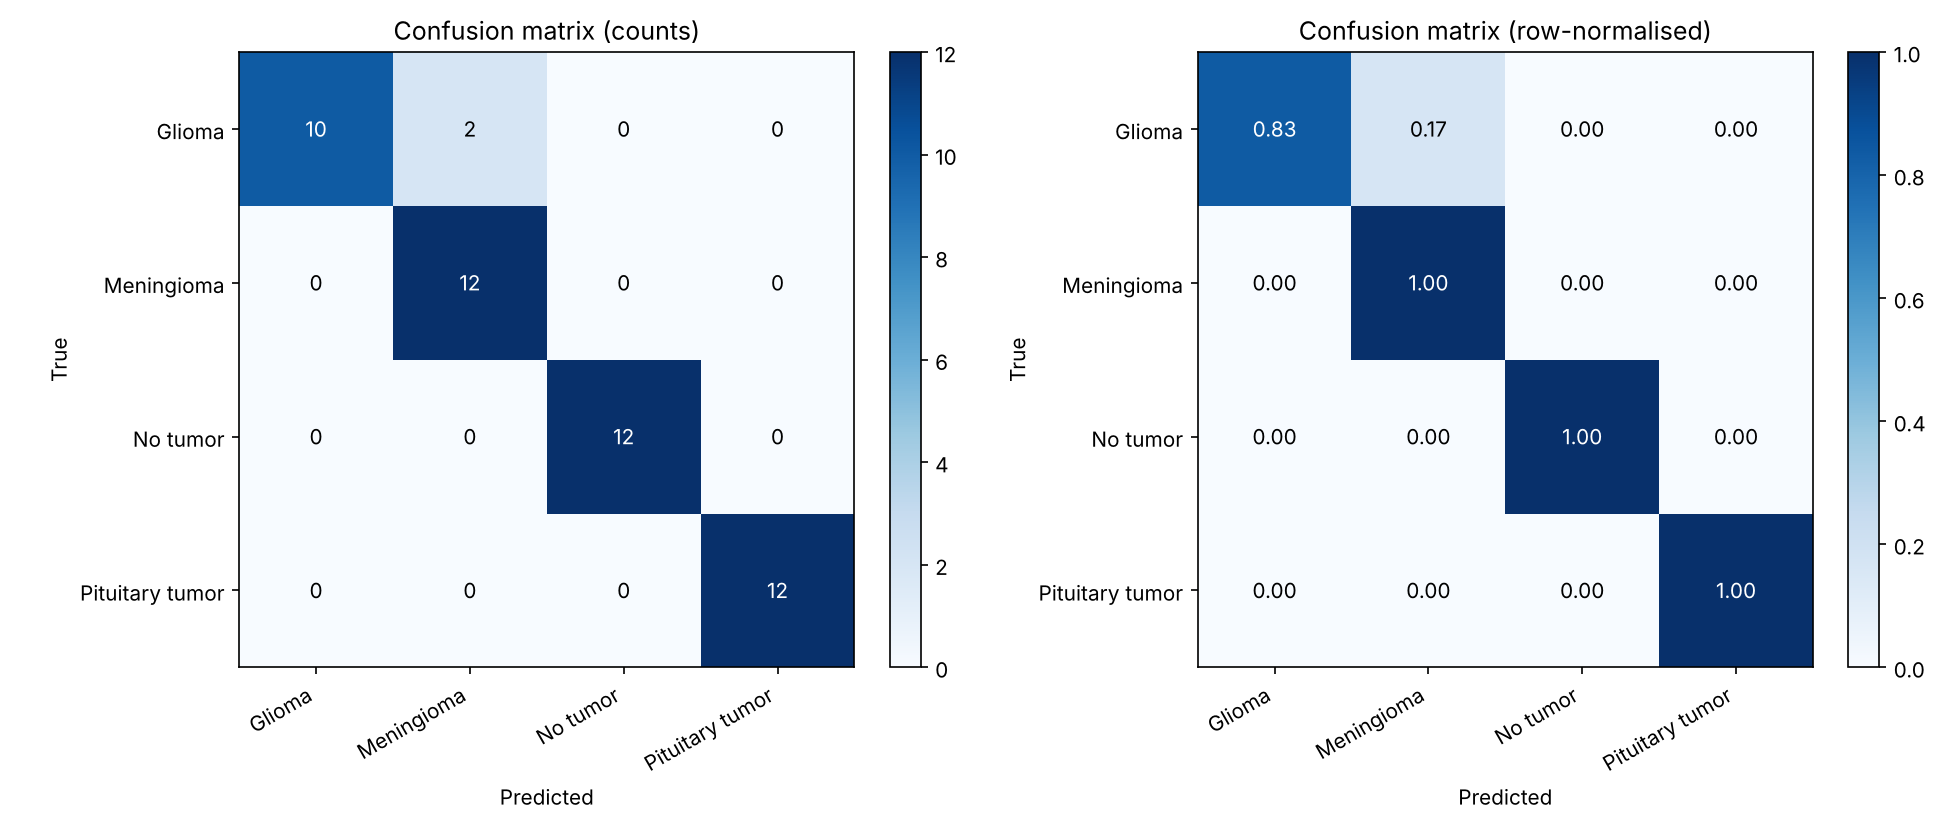 Confusion matrix (counts)
True
Glioma 10 2 0 0
Meningioma 0 12 0 0
No tumor 0 0 12 0
Pituitary tumor 0 0 0 12
Glioma Meningioma No tumor Pituitary tumor
Predicted
12
10
8
6
4
2
0
Confusion matrix (row-normalised)
True
Glioma 0.83 0.17 0.00 0.00
Meningioma 0.00 1.00 0.00 0.00
No tumor 0.00 0.00 1.00 0.00
Pituitary tumor 0.00 0.00 0.00 1.00
Glioma Meningioma No tumor Pituitary tumor
Predicted
1.0
0.8
0.6
0.4
0.2
0.0